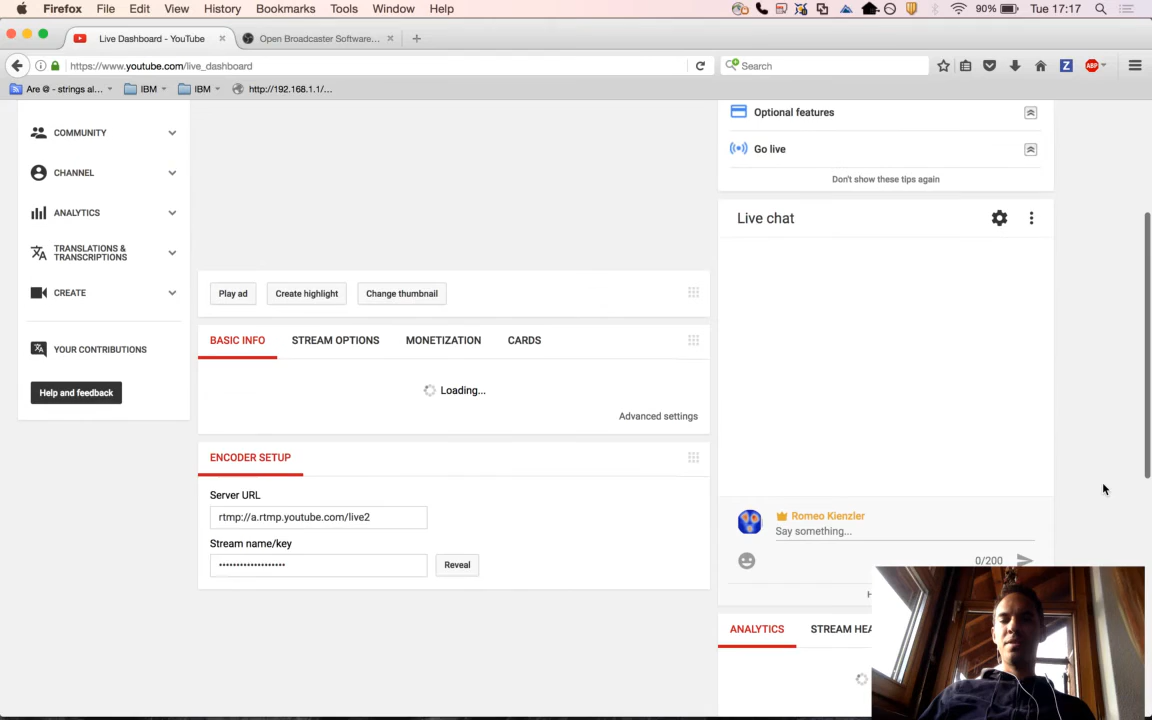 Firefox File Edit View History Bookmarks Tools Window Help 90% Tue 17:17
Live Dashboard - YouTube Open Broadcaster Software...
https://www.youtube.com/live_dashboard Search
Are @ - strings al... IBM IBM http://192.168.1.1/...
COMMUNITY
CHANNEL
ANALYTICS
TRANSLATIONS &
TRANSCRIPTIONS
CREATE
YOUR CONTRIBUTIONS
Help and feedback
Play ad Create highlight Change thumbnail
BASIC INFO STREAM OPTIONS MONETIZATION CARDS
Loading...
Advanced settings
ENCODER SETUP
Server URL
rtmp://a.rtmp.youtube.com/live2
Stream name/key
••••••••••••••••••• Reveal
Optional features
Go live
Don't show these tips again
Live chat
Romeo Kienzler
Say something...
0/200
ANALYTICS STREAM HEA